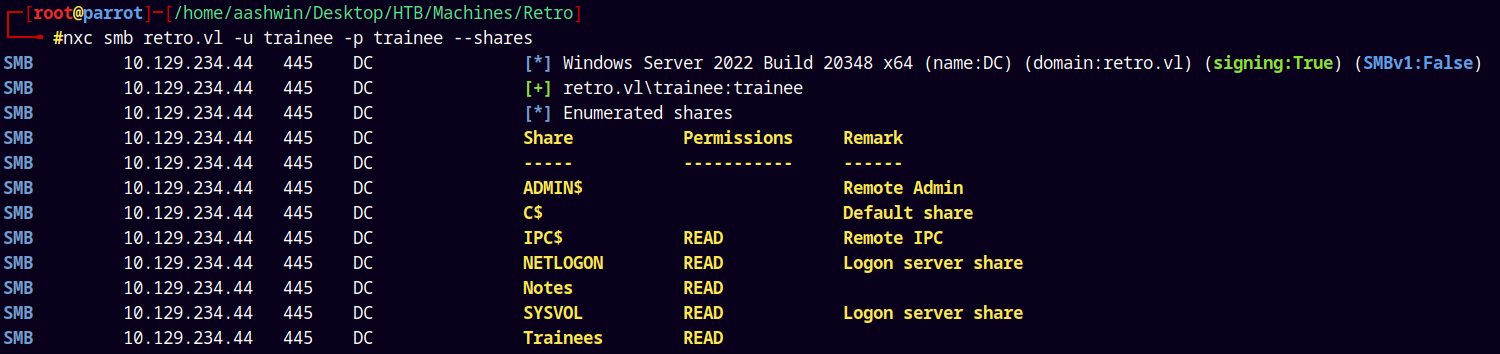 ┌─[root@parrot]─[/home/aashwin/Desktop/HTB/Machines/Retro]
└──╼ #nxc smb retro.vl -u trainee -p trainee --shares
SMB 10.129.234.44 445 DC [*] Windows Server 2022 Build 20348 x64 (name:DC) (domain:retro.vl) (signing:True) (SMBv1:False)
SMB 10.129.234.44 445 DC [+] retro.vl\trainee:trainee
SMB 10.129.234.44 445 DC [*] Enumerated shares
SMB 10.129.234.44 445 DC Share Permissions Remark
SMB 10.129.234.44 445 DC ----- ----------- ------
SMB 10.129.234.44 445 DC ADMIN$ Remote Admin
SMB 10.129.234.44 445 DC C$ Default share
SMB 10.129.234.44 445 DC IPC$ READ Remote IPC
SMB 10.129.234.44 445 DC NETLOGON READ Logon server share
SMB 10.129.234.44 445 DC Notes READ
SMB 10.129.234.44 445 DC SYSVOL READ Logon server share
SMB 10.129.234.44 445 DC Trainees READ